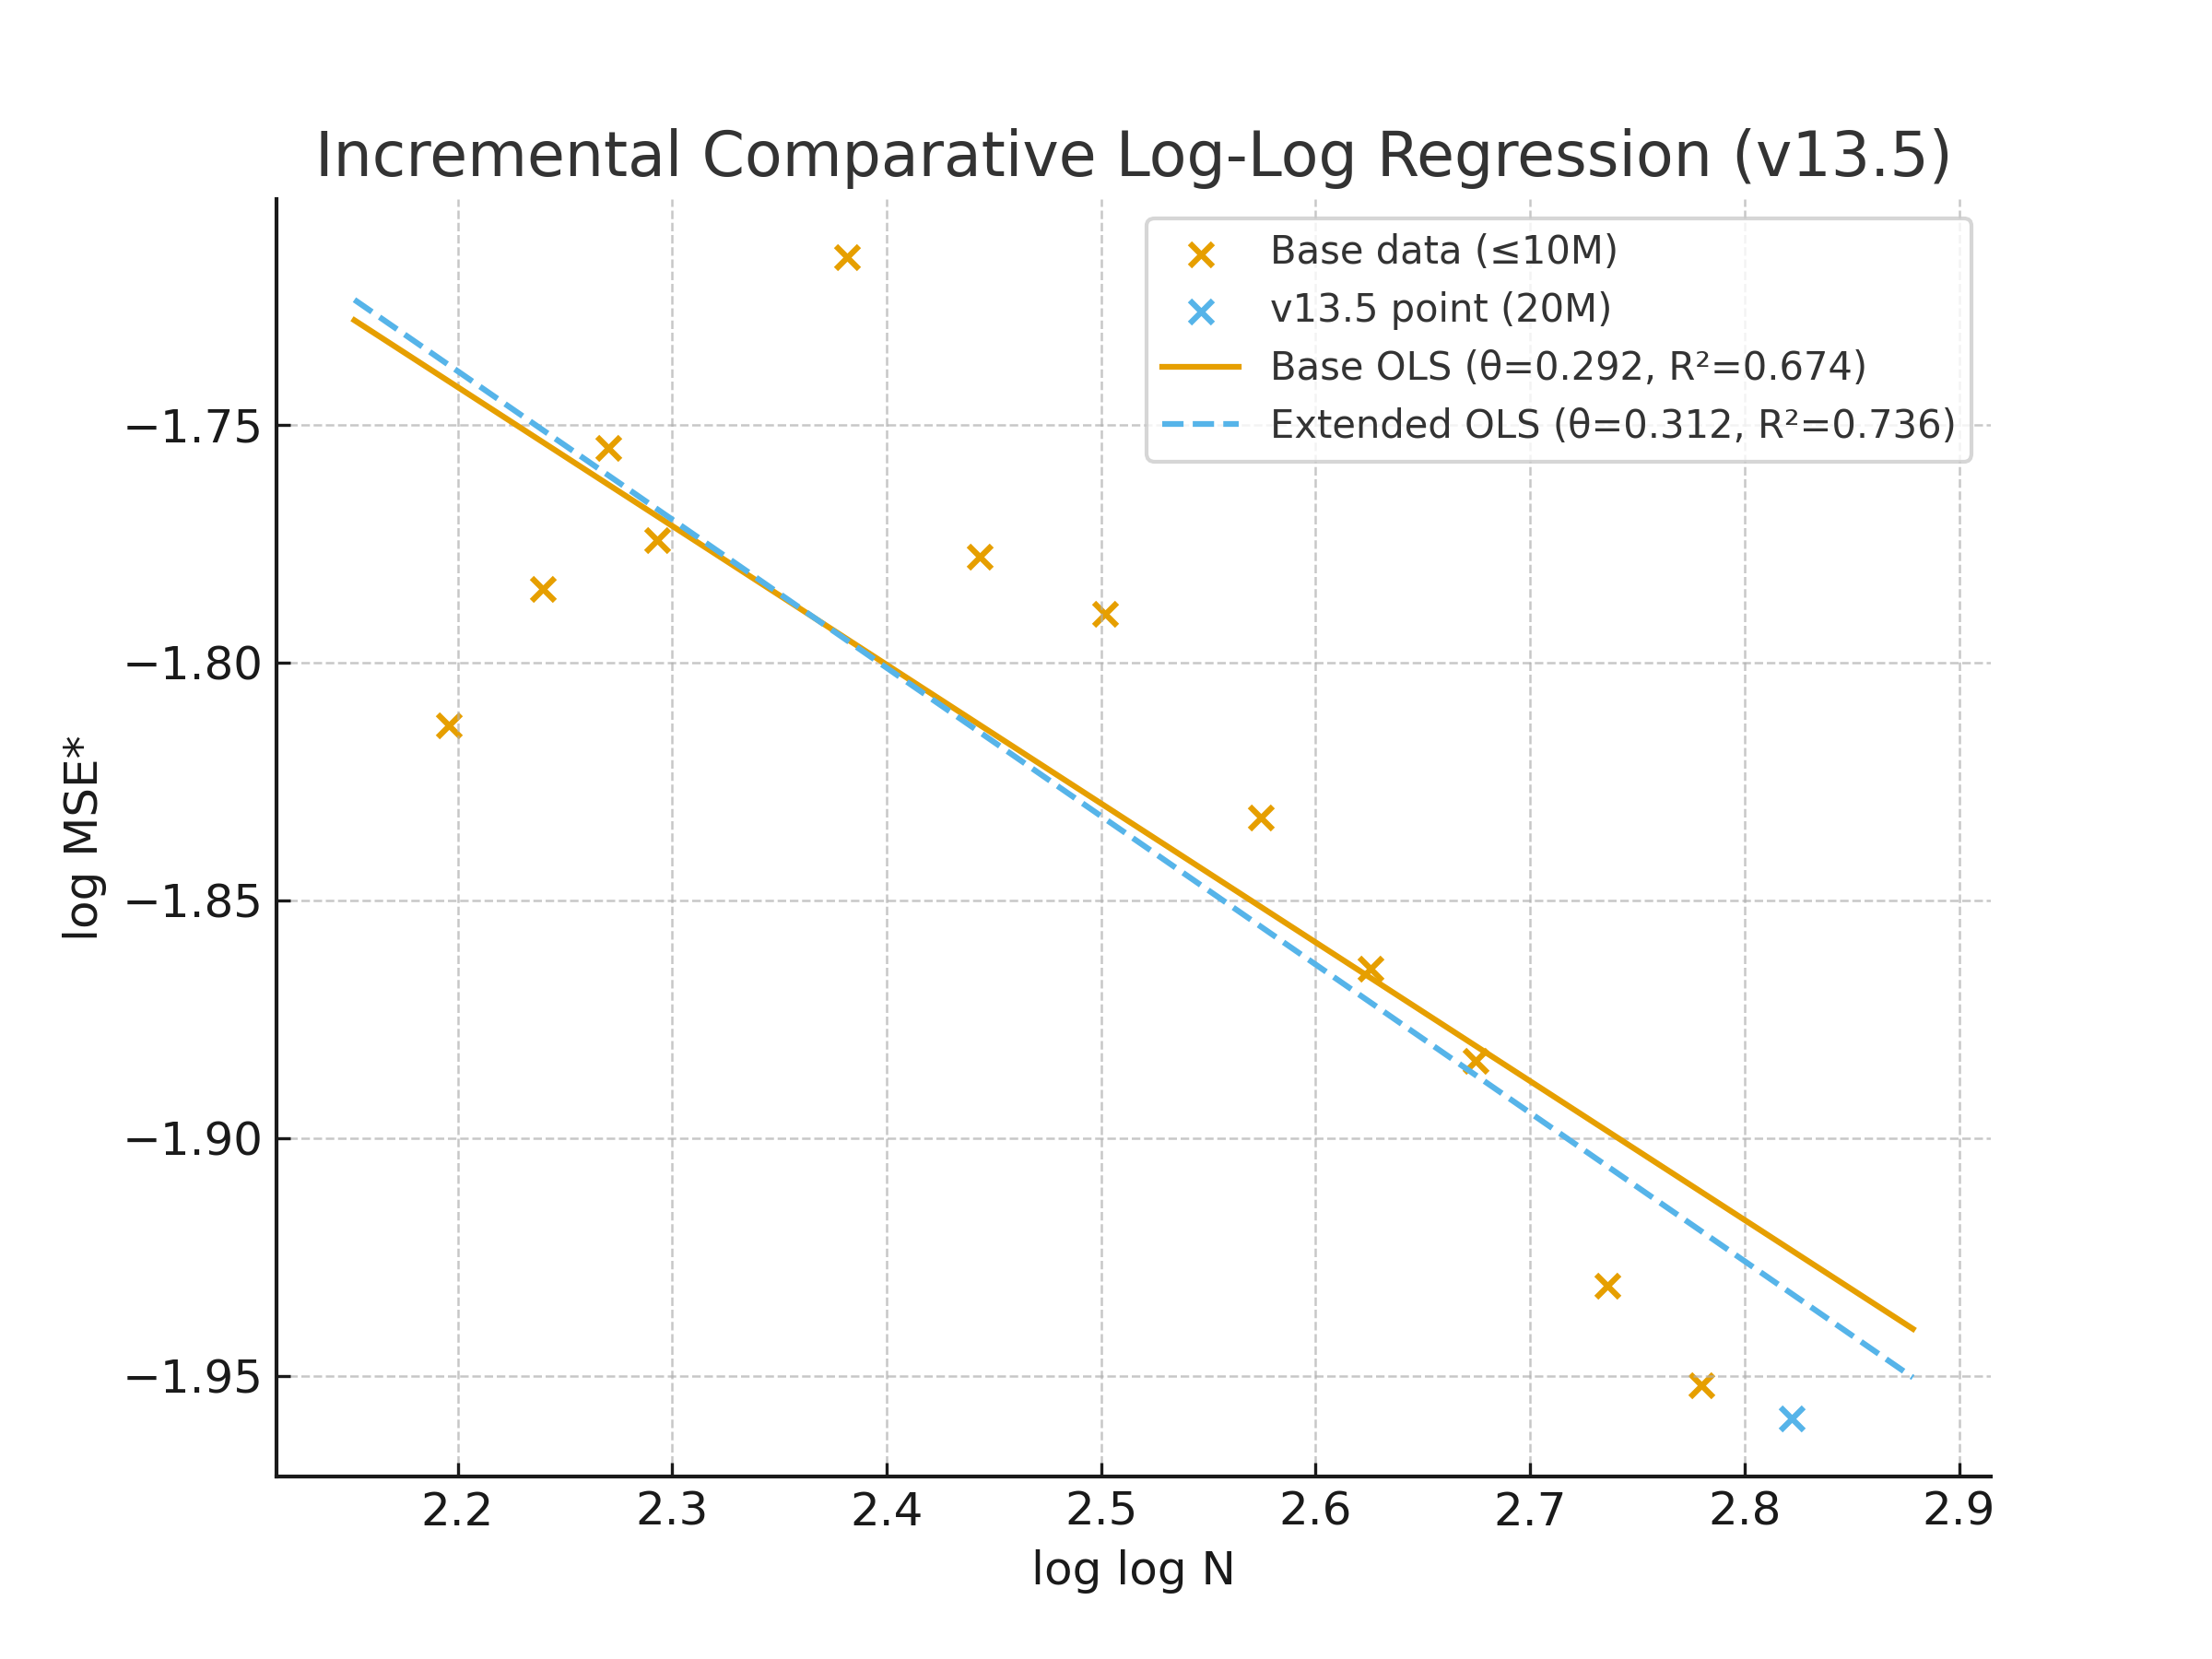 Incremental Comparative Log-Log Regression (v13.5)
Base data (≤10M)
v13.5 point (20M)
Base OLS (θ=0.292, R²=0.674)
Extended OLS (θ=0.312, R²=0.736)
−1.75
−1.80
−1.85
−1.90
−1.95
log MSE*
2.2 2.3 2.4 2.5 2.6 2.7 2.8 2.9
log log N